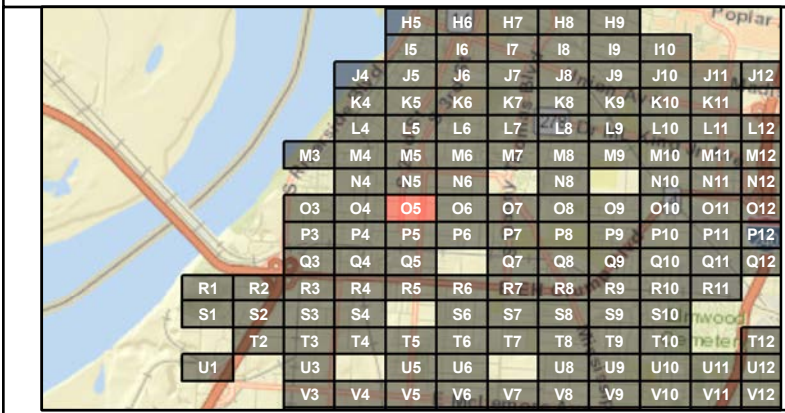 H5 H6 H7 H8 H9 Poplar
I5 I6 I7 I8 I9 I10
J4 J5 J6 J7 J8 J9 J10 J11 J12
K4 K5 K6 K7 K8 K9 K10 K11
L4 L5 L6 L7 L8 L9 L10 L11 L12
M3 M4 M5 M6 M7 M8 M9 M10 M11 M12
N4 N5 N6 N8 N10 N11 N12
O3 O4 O5 O6 O7 O8 O9 O10 O11 O12
P3 P4 P5 P6 P7 P8 P9 P10 P11 P12
Q3 Q4 Q5 Q7 Q8 Q9 Q10 Q11 Q12
R1 R2 R3 R4 R5 R6 R7 R8 R9 R10 R11
S1 S2 S3 S4 S6 S7 S8 S9 S10
T2 T3 T4 T5 T6 T7 T8 T9 T10 T12
U1 U3 U5 U6 U8 U9 U10 U11 U12
V3 V4 V5 V6 V7 V8 V9 V10 V11 V12
S Riverside Blvd
S 3rd St